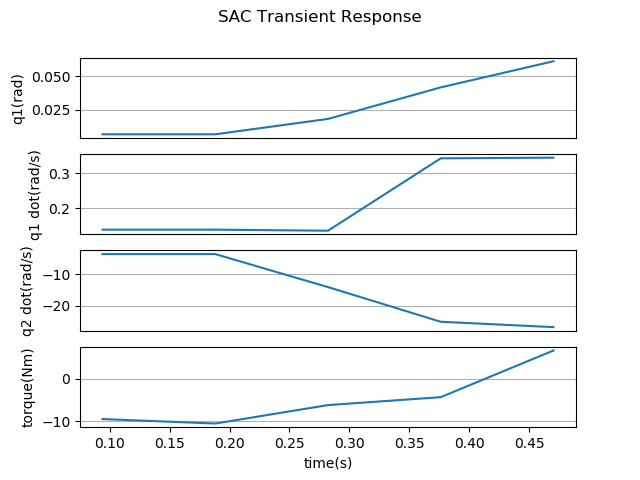 SAC Transient Response
q1(rad)
0.050
0.025
q1 dot(rad/s)
0.3
0.2
q2 dot(rad/s)
−10
−20
torque(Nm)
0
−10
0.10 0.15 0.20 0.25 0.30 0.35 0.40 0.45
time(s)